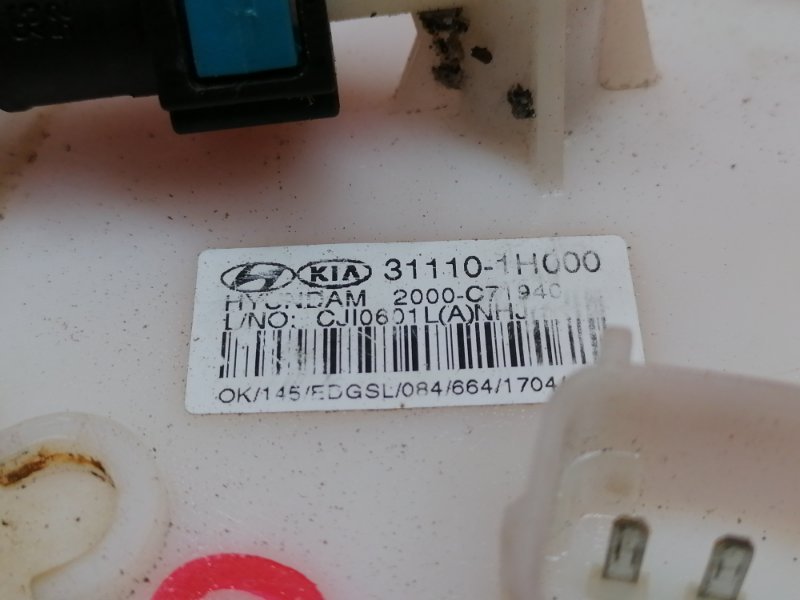 KIA 31110-1H000
HYUNDAM 2000-C71940
L/NO: CJI0601L(A)NHJ
OK/145/EDGSL/084/664/1704/